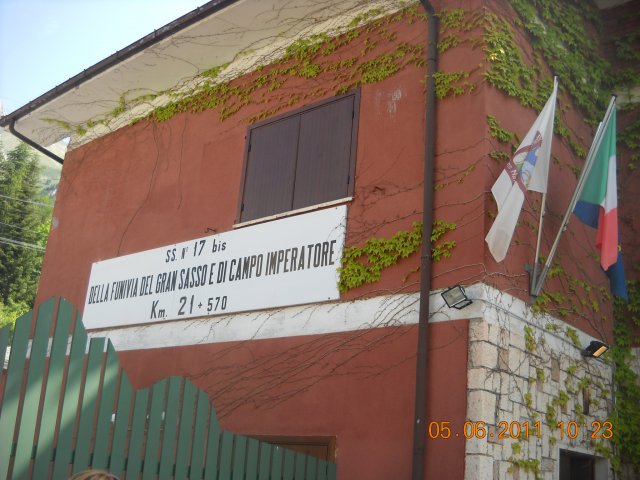 SS. N° 17 bis
DELLA FUNIVIA DEL GRAN SASSO E DI CAMPO IMPERATORE
Km. 21 + 570
05.06.2011 10:23